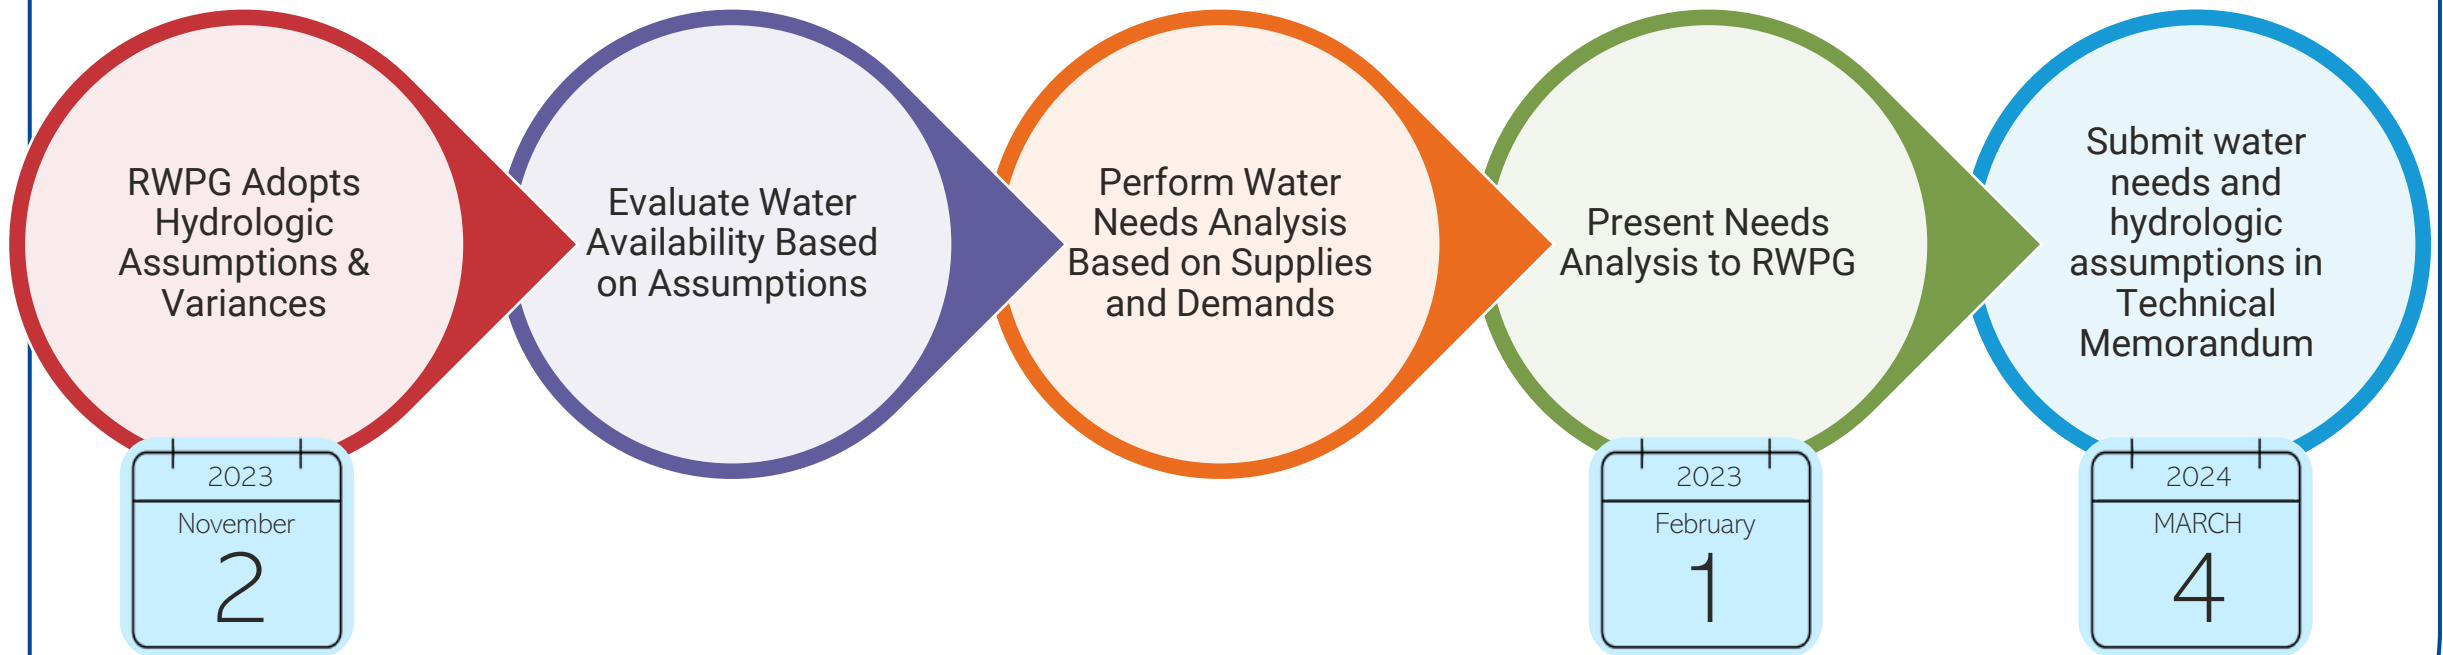 RWPG Adopts
Hydrologic
Assumptions &
Variances
Evaluate Water
Availability Based
on Assumptions
Perform Water
Needs Analysis
Based on Supplies
and Demands
Present Needs
Analysis to RWPG
Submit water
needs and
hydrologic
assumptions in
Technical
Memorandum
2023
November
2
2023
February
1
2024
MARCH
4